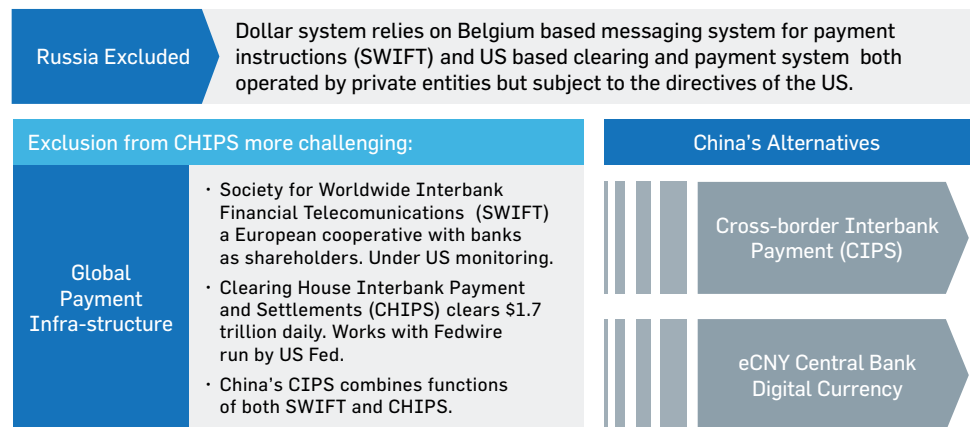 Russia Excluded
Dollar system relies on Belgium based messaging system for payment
instructions (SWIFT) and US based clearing and payment system both
operated by private entities but subject to the directives of the US.
Exclusion from CHIPS more challenging:
Global
Payment
Infra-structure
· Society for Worldwide Interbank
Financial Telecomunications (SWIFT)
a European cooperative with banks
as shareholders. Under US monitoring.
· Clearing House Interbank Payment
and Settlements (CHIPS) clears $1.7
trillion daily. Works with Fedwire
run by US Fed.
· China's CIPS combines functions
of both SWIFT and CHIPS.
China's Alternatives
Cross-border Interbank
Payment (CIPS)
eCNY Central Bank
Digital Currency